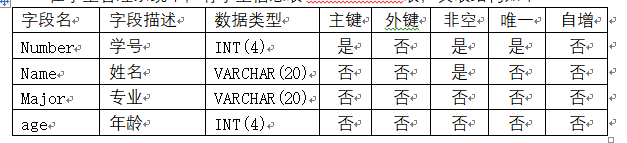 字段名 字段描述 数据类型 主键 外键 非空 唯一 自增
Number 学号 INT(4) 是 否 是 是 否
Name 姓名 VARCHAR(20) 否 否 是 否 否
Major 专业 VARCHAR(20) 否 否 否 否 否
age 年龄 INT(4) 否 否 否 否 否